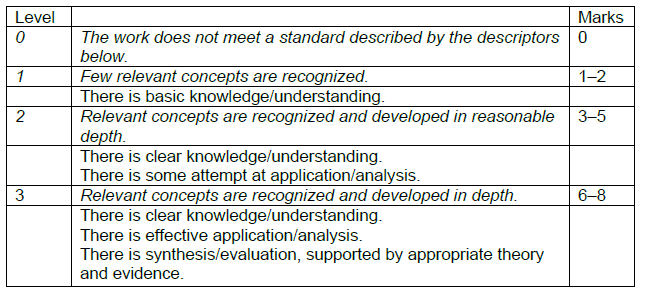 Level Marks
0 The work does not meet a standard described by the descriptors 0
below.
1 Few relevant concepts are recognized. 1–2
There is basic knowledge/understanding.
2 Relevant concepts are recognized and developed in reasonable 3–5
depth.
There is clear knowledge/understanding.
There is some attempt at application/analysis.
3 Relevant concepts are recognized and developed in depth. 6–8
There is clear knowledge/understanding.
There is effective application/analysis.
There is synthesis/evaluation, supported by appropriate theory
and evidence.